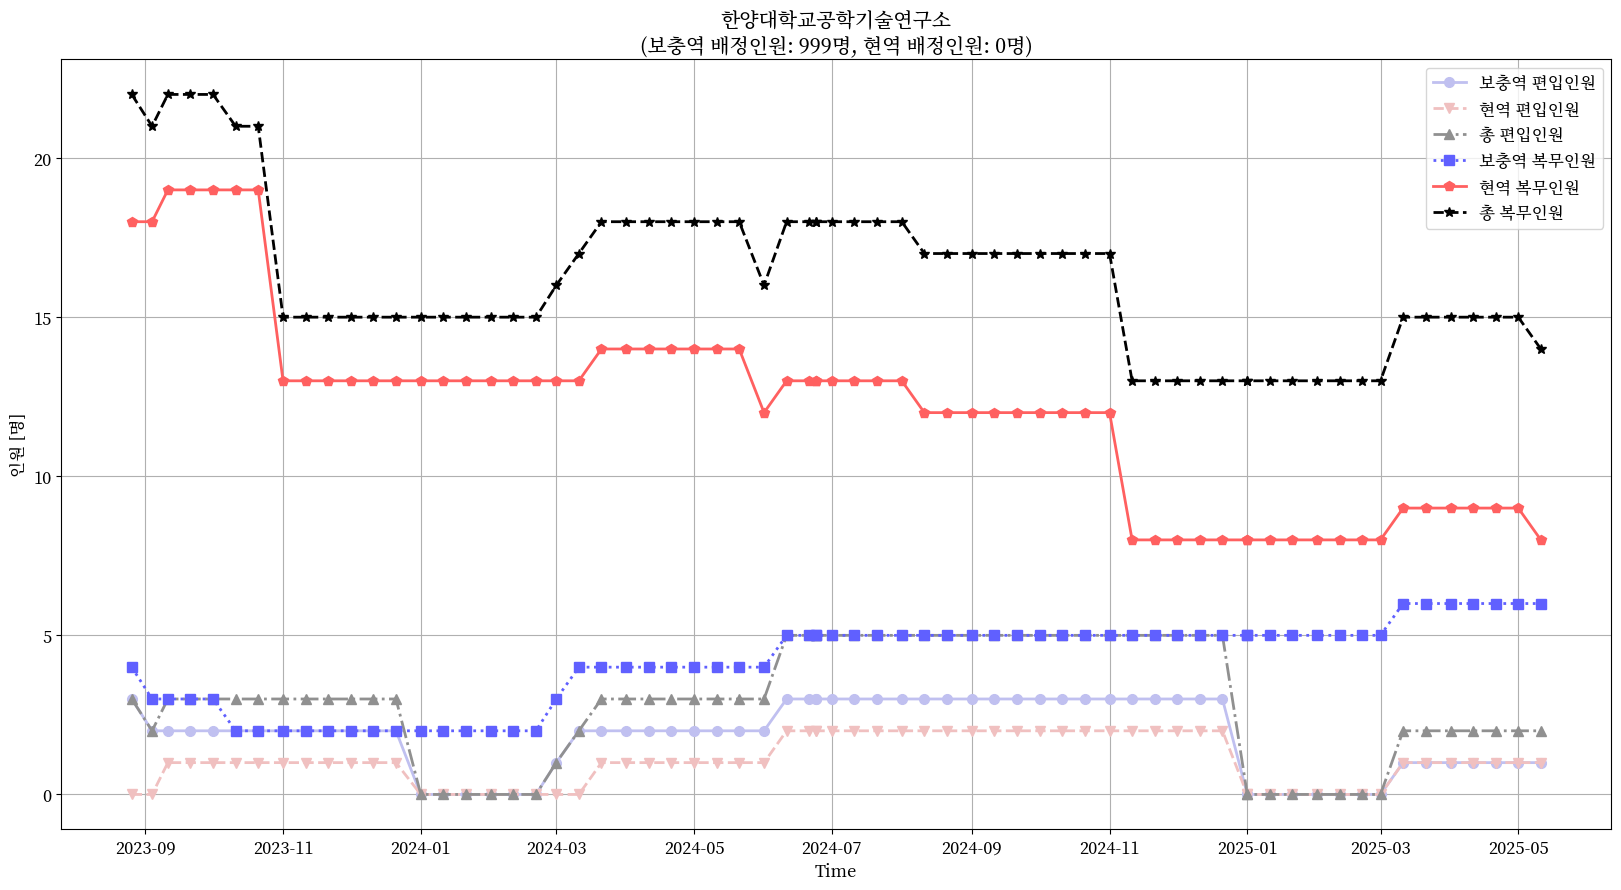 한양대학교공학기술연구소
(보충역 배정인원: 999명, 현역 배정인원: 0명)
보충역 편입인원
현역 편입인원
총 편입인원
보충역 복무인원
현역 복무인원
총 복무인원
인원 [명]
20
15
10
5
0
2023-09 2023-11 2024-01 2024-03 2024-05 2024-07 2024-09 2024-11 2025-01 2025-03 2025-05
Time